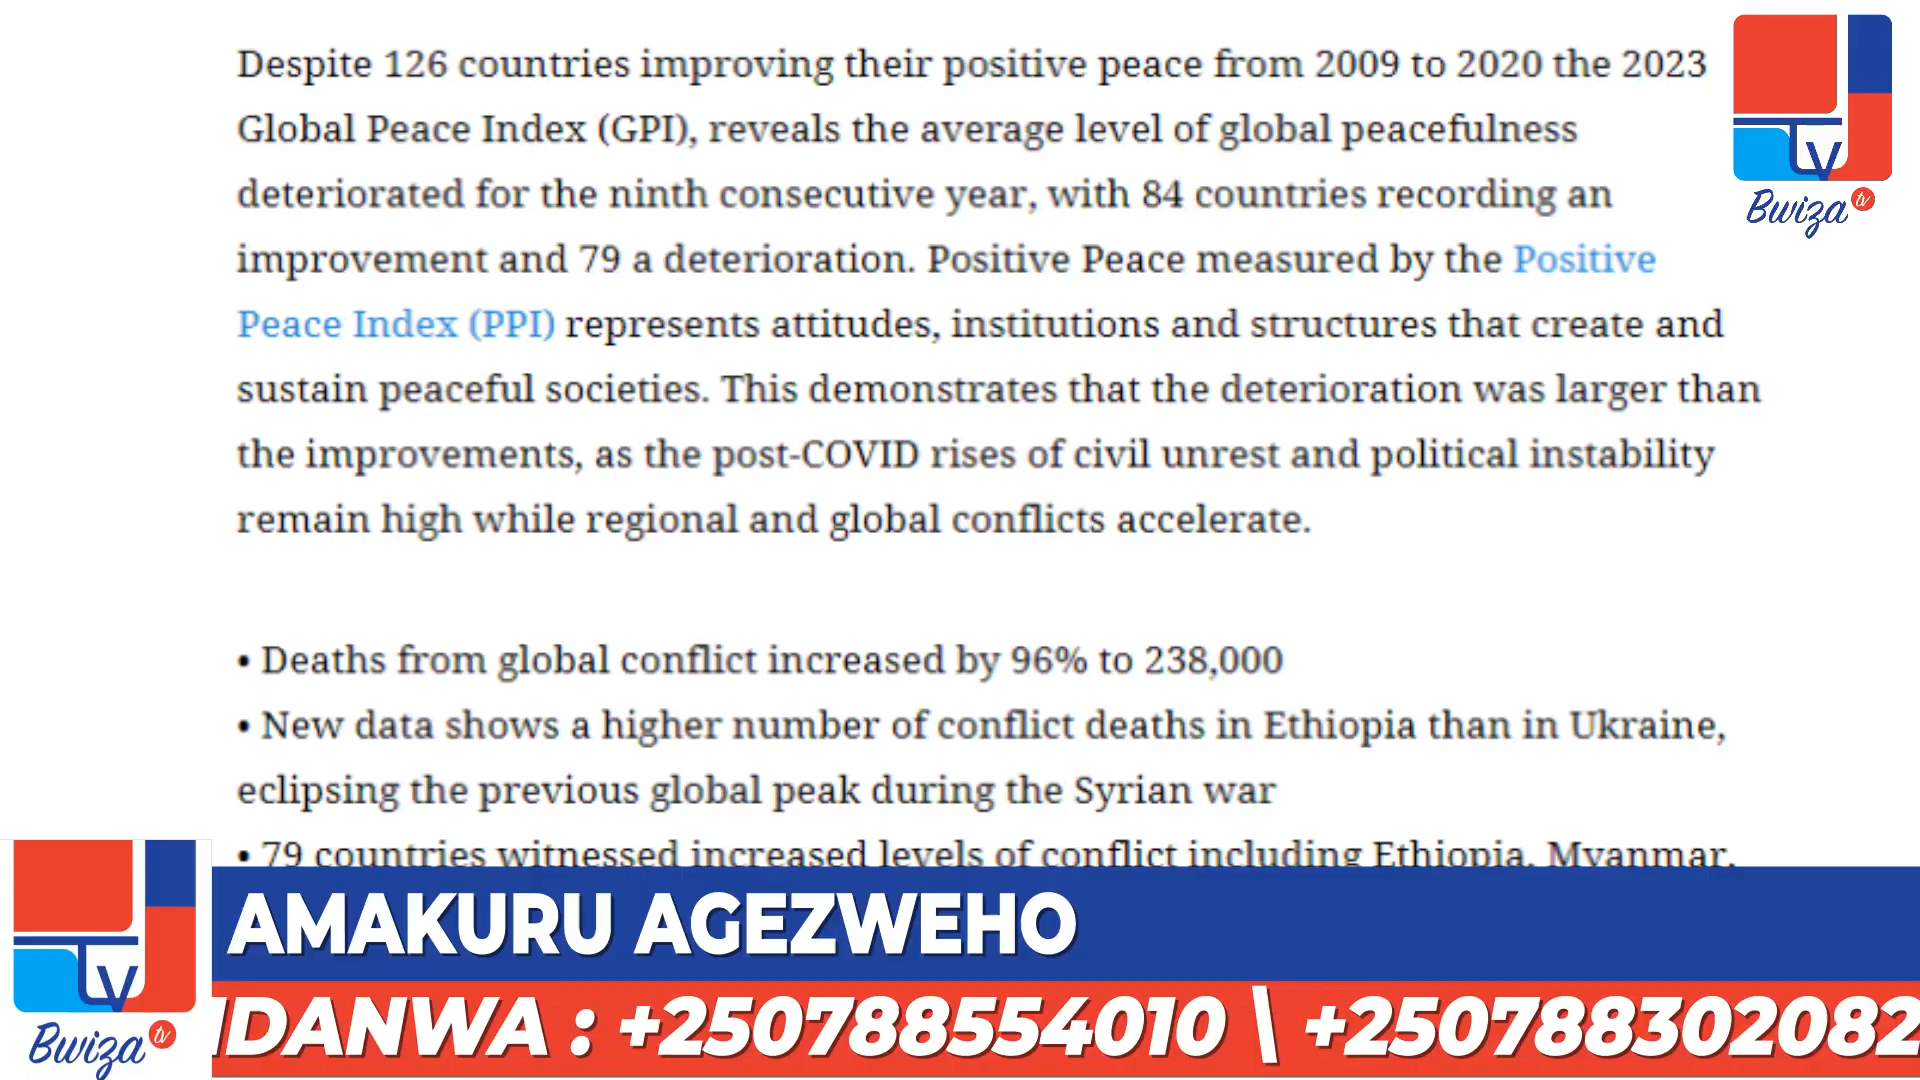 Despite 126 countries improving their positive peace from 2009 to 2020 the 2023
Global Peace Index (GPI), reveals the average level of global peacefulness
deteriorated for the ninth consecutive year, with 84 countries recording an
improvement and 79 a deterioration. Positive Peace measured by the Positive
Peace Index (PPI) represents attitudes, institutions and structures that create and
sustain peaceful societies. This demonstrates that the deterioration was larger than
the improvements, as the post-COVID rises of civil unrest and political instability
remain high while regional and global conflicts accelerate.
• Deaths from global conflict increased by 96% to 238,000
• New data shows a higher number of conflict deaths in Ethiopia than in Ukraine,
eclipsing the previous global peak during the Syrian war
• 79 countries witnessed increased levels of conflict including Ethiopia, Myanmar,
TV
Bwiza tv
AMAKURU AGEZWEHO
IDANWA : +250788554010 \ +250788302082
TV
Bwiza tv